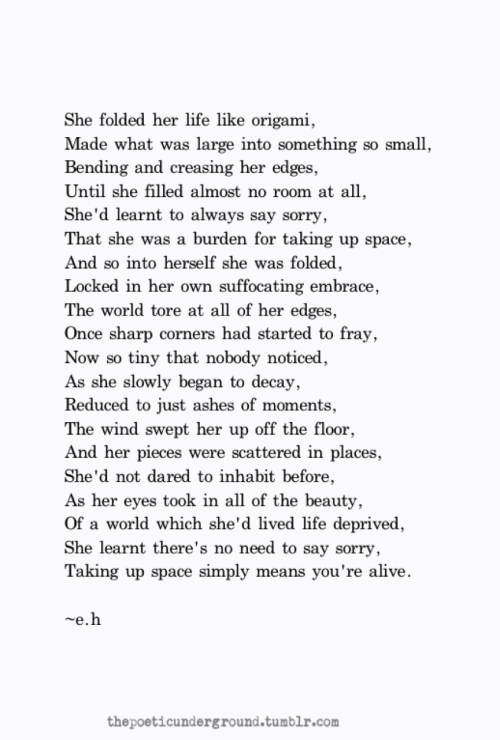 She folded her life like origami,
Made what was large into something so small,
Bending and creasing her edges,
Until she filled almost no room at all,
She'd learnt to always say sorry,
That she was a burden for taking up space,
And so into herself she was folded,
Locked in her own suffocating embrace,
The world tore at all of her edges,
Once sharp corners had started to fray,
Now so tiny that nobody noticed,
As she slowly began to decay,
Reduced to just ashes of moments,
The wind swept her up off the floor,
And her pieces were scattered in places,
She'd not dared to inhabit before,
As her eyes took in all of the beauty,
Of a world which she'd lived life deprived,
She learnt there's no need to say sorry,
Taking up space simply means you're alive.
~e.h
thepoeticunderground.tumblr.com